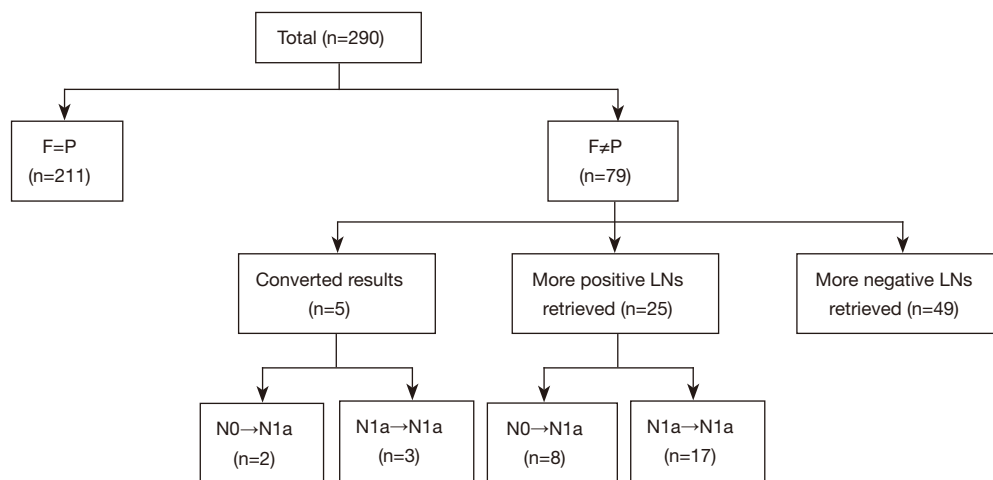 Total (n=290)
F=P
(n=211)
F≠P
(n=79)
Converted results
(n=5)
More positive LNs
retrieved (n=25)
More negative LNs
retrieved (n=49)
N0→N1a
(n=2)
N1a→N1a
(n=3)
N0→N1a
(n=8)
N1a→N1a
(n=17)